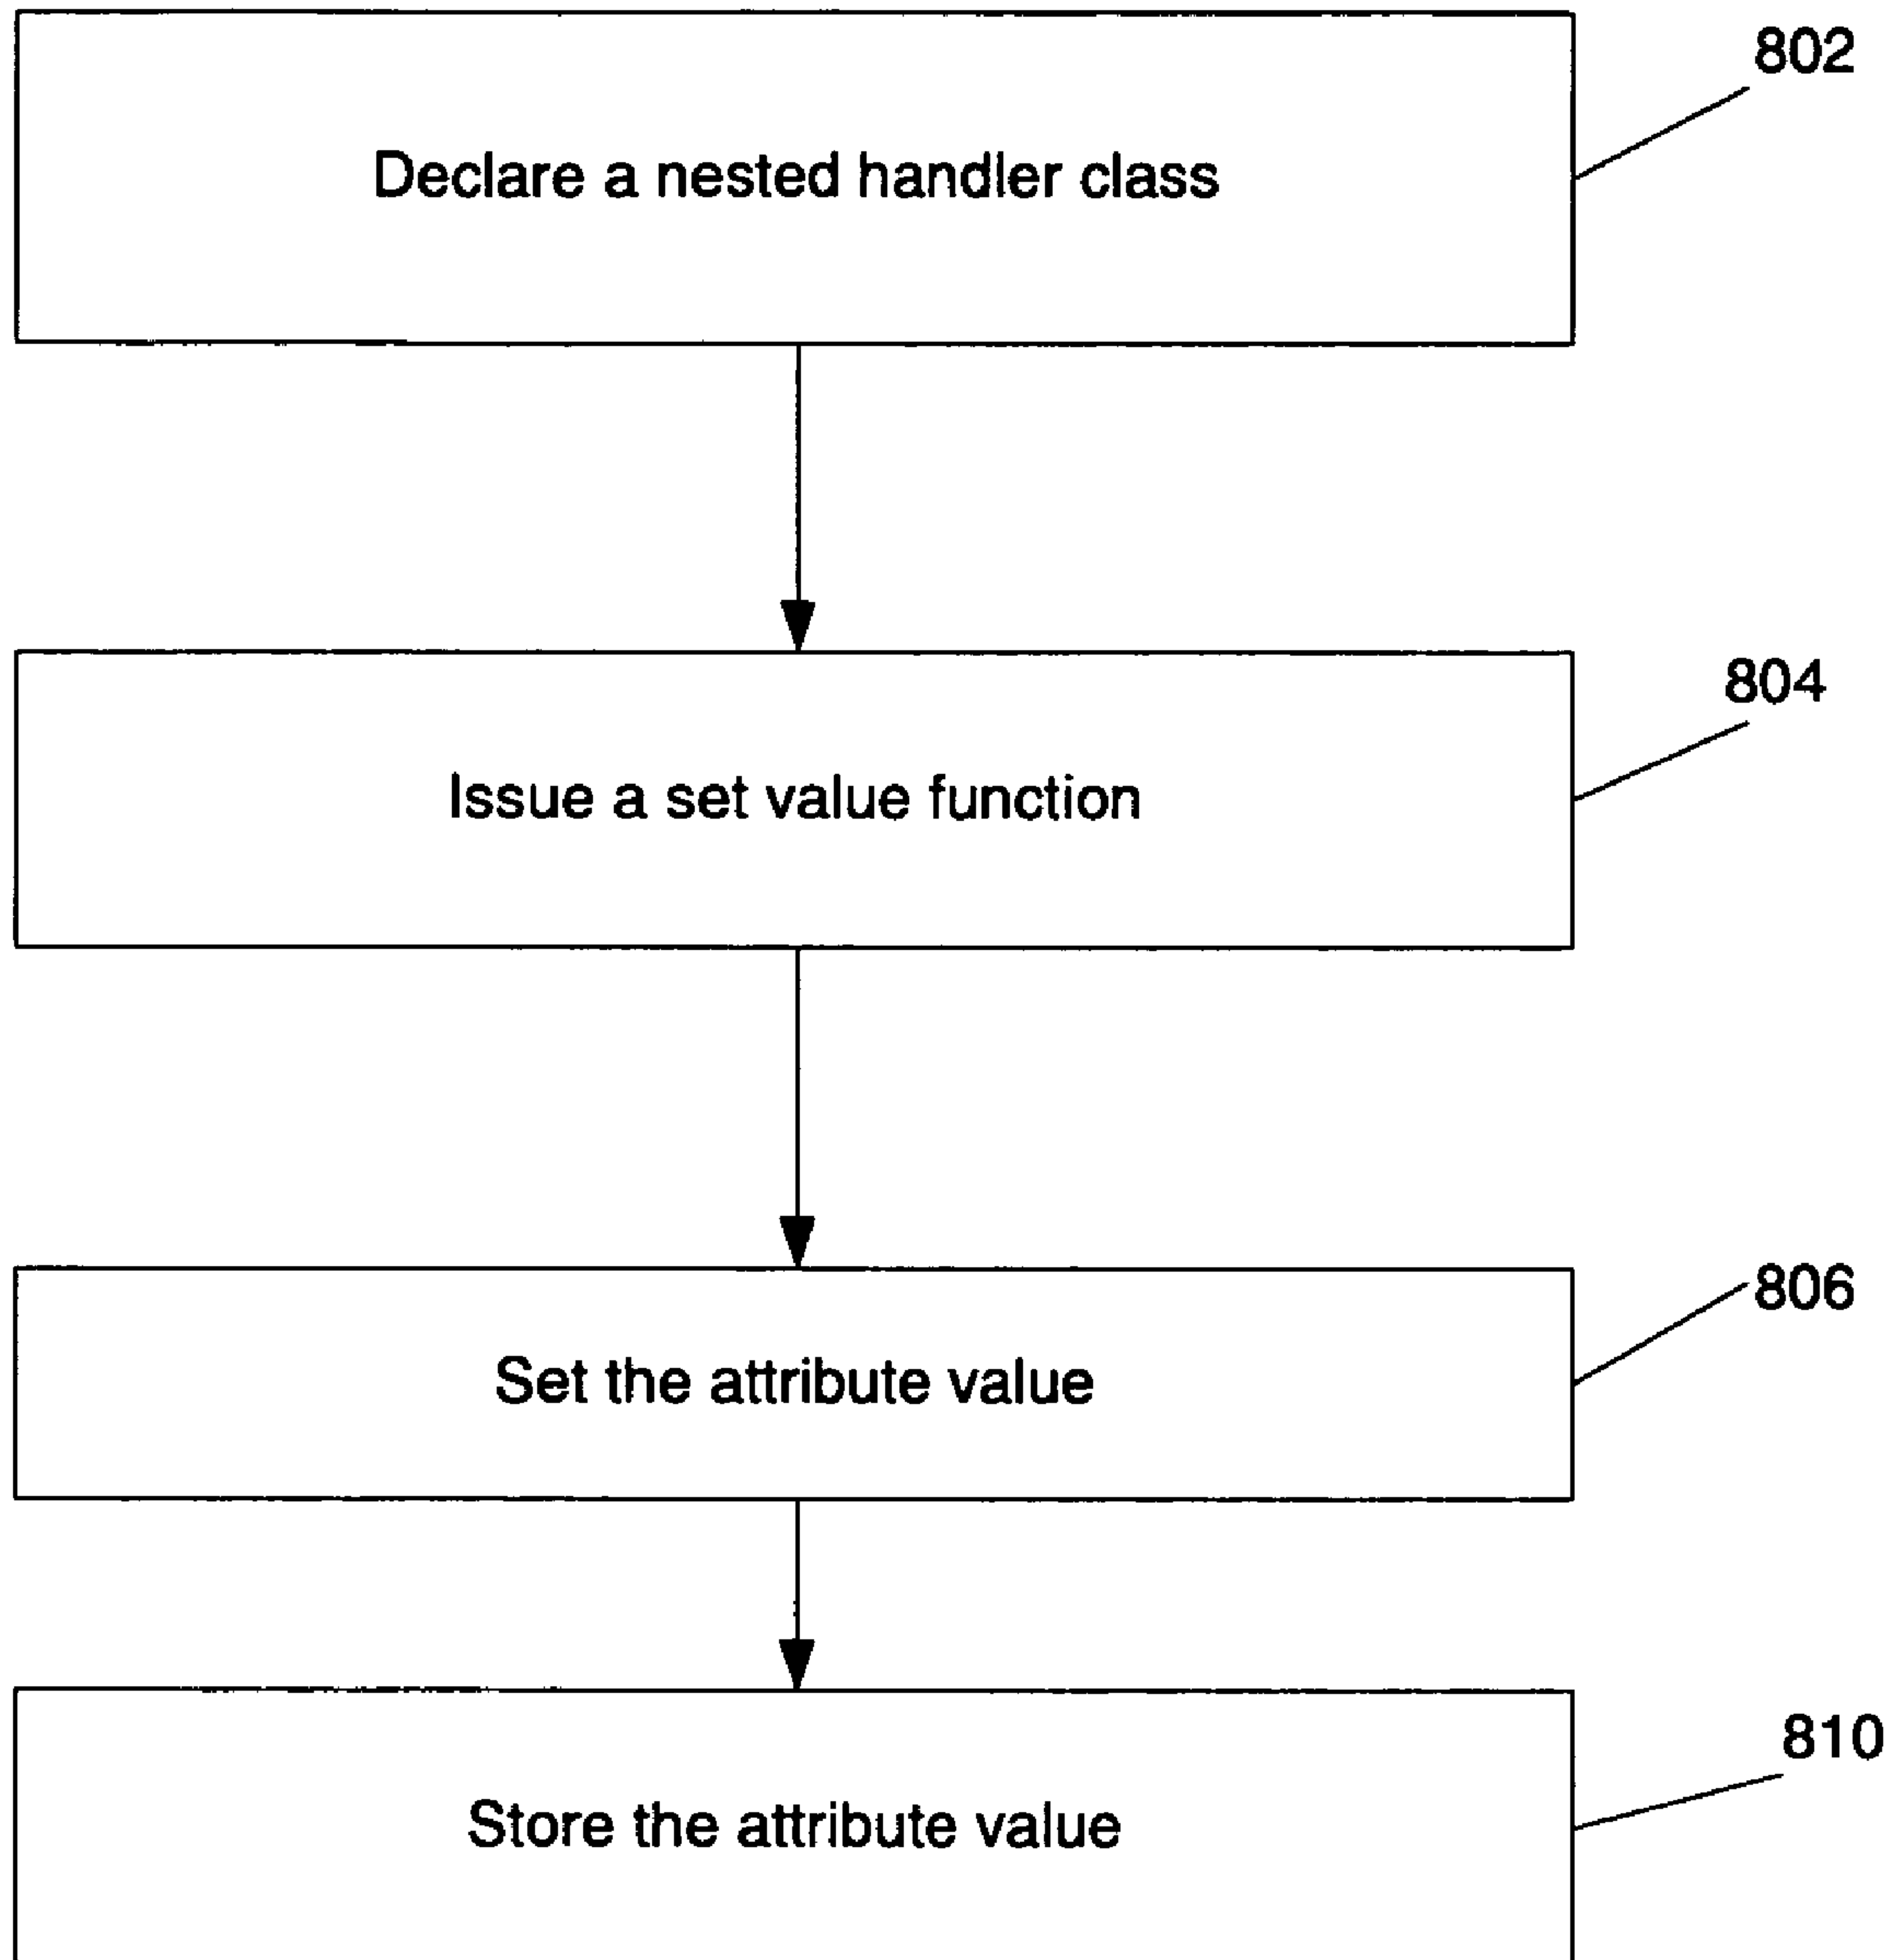 802
Declare a nested handler class
804
Issue a set value function
806
Set the attribute value
810
Store the attribute value